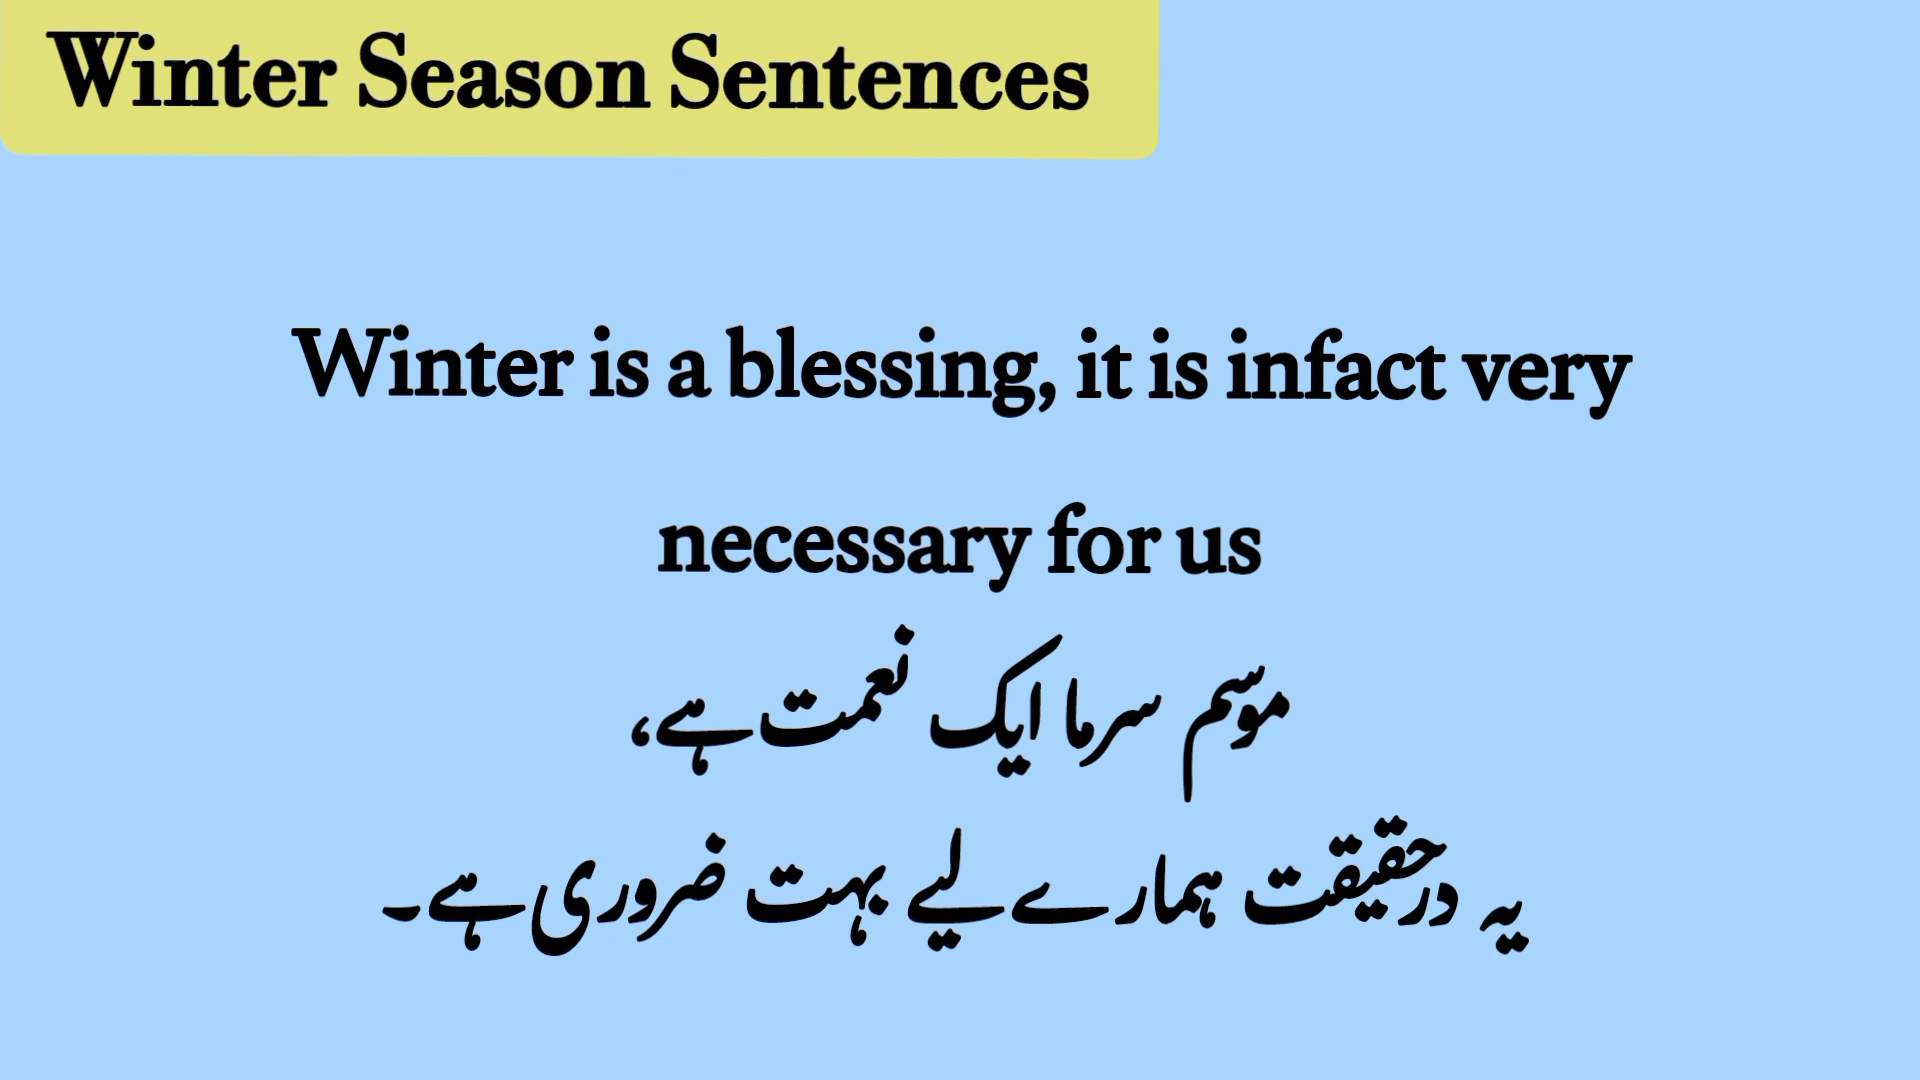 Winter Season Sentences
Winter is a blessing, it is infact very
necessary for us
موسم سرما ایک نعمت ہے،
یہ درحقیقت ہمارے لیے بہت ضروری ہے۔